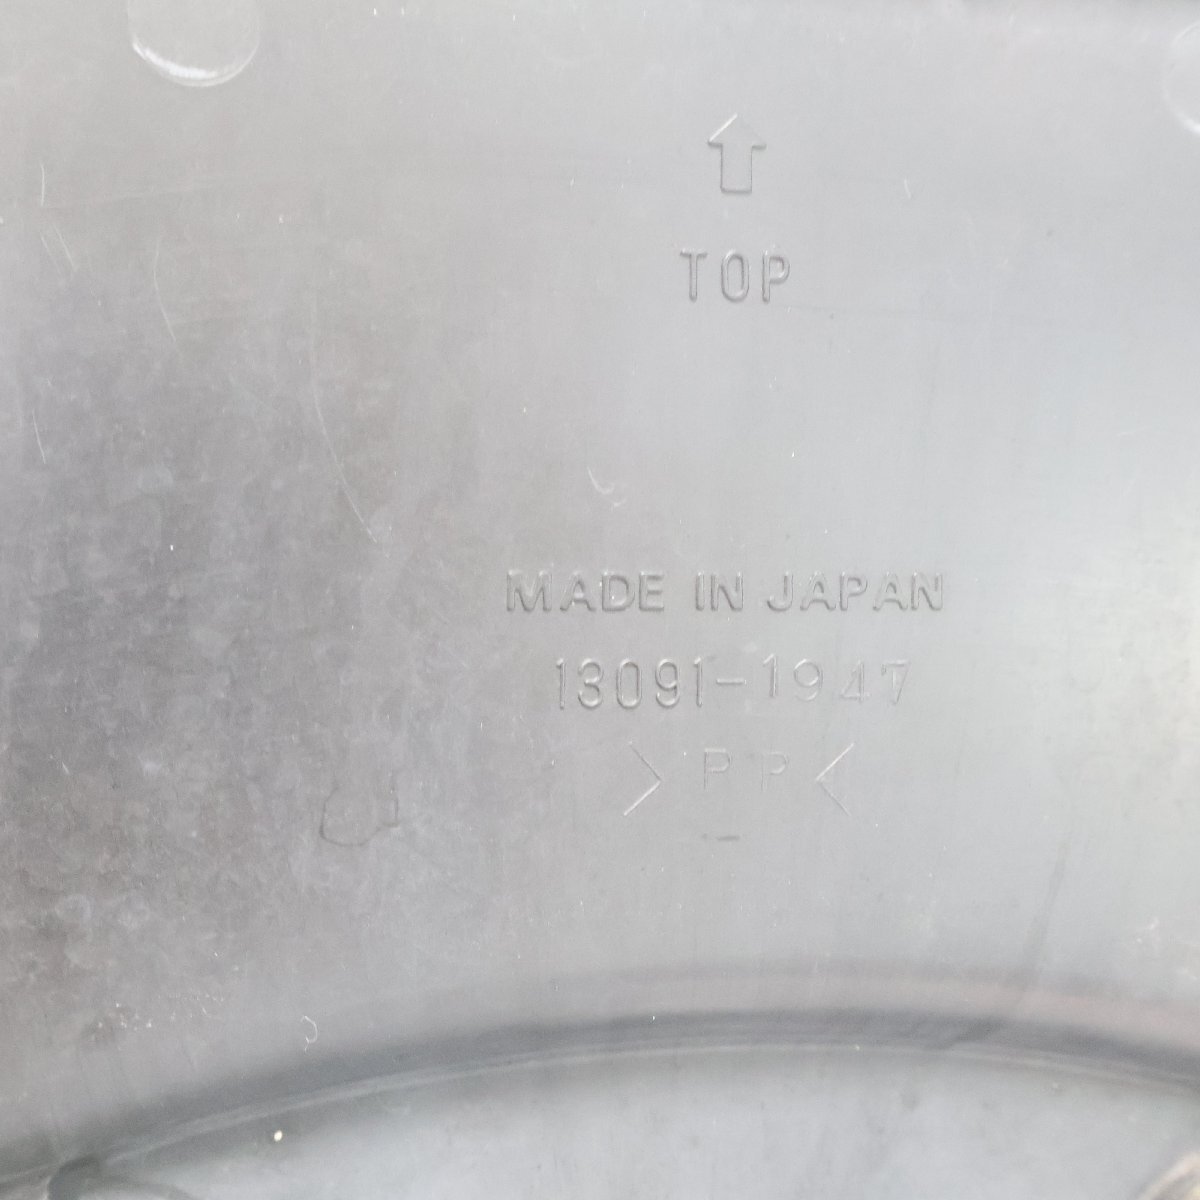 TOP
MADE IN JAPAN
13091-1947
>PP<